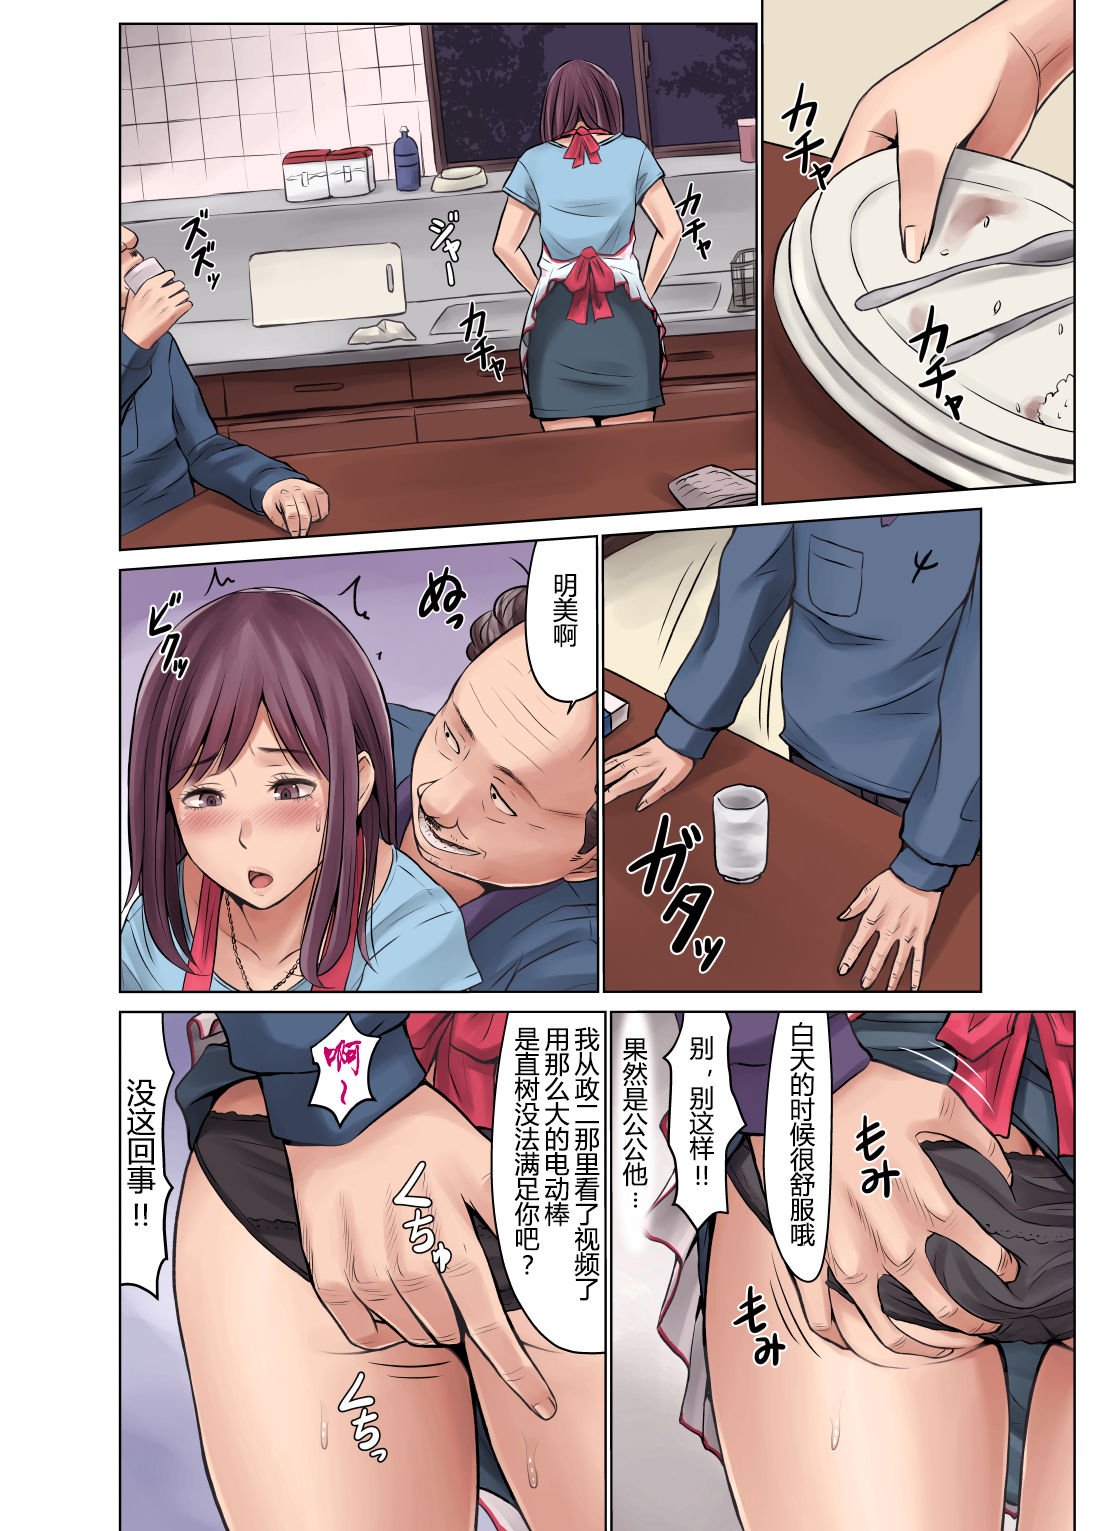 カチャ
カチャ
カチャ
ジャー
カチャ
ズズズッ
ガタッ
明美啊
ぬっ
ビクッ
白天的时候很舒服哦
もみ
もみ
别，别这样!!
果然是公公他…
我从政二那里看了视频了
用那么大的电动棒
是直树没法满足你吧？
啊～
くちゅ
くちっ
没这回事!!